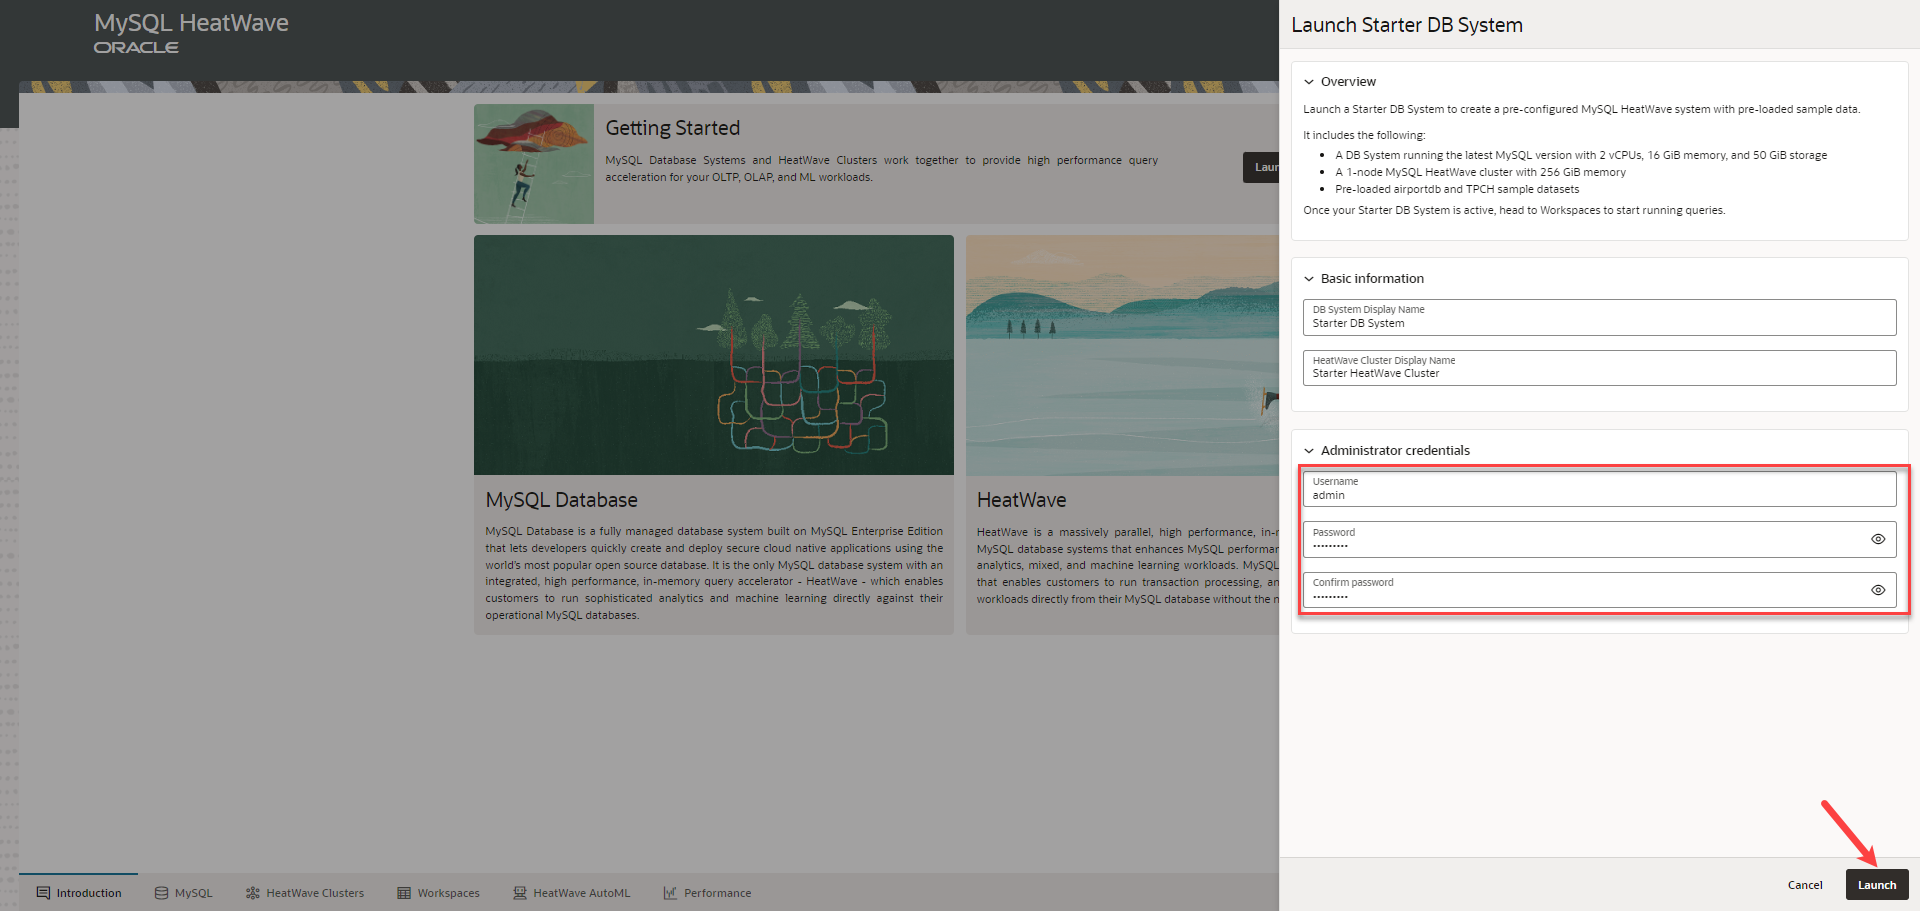 MySQL HeatWave
ORACLE
Getting Started
MySQL Database Systems and HeatWave Clusters work together to provide high performance query
acceleration for your OLTP, OLAP, and ML workloads.
Laun
MySQL Database
MySQL Database is a fully managed database system built on MySQL Enterprise Edition
that lets developers quickly create and deploy secure cloud native applications using the
world's most popular open source database. It is the only MySQL database system with an
integrated, high performance, in-memory query accelerator - HeatWave - which enables
customers to run sophisticated analytics and machine learning directly against their
operational MySQL databases.
HeatWave
HeatWave is a massively parallel, high performance, in-
MySQL database systems that enhances MySQL performa
analytics, mixed, and machine learning workloads. MySQL
that enables customers to run transaction processing, an
workloads directly from their MySQL database without the n
Introduction
MySQL
HeatWave Clusters
Workspaces
HeatWave AutoML
Performance
Launch Starter DB System
Overview
Launch a Starter DB System to create a pre-configured MySQL HeatWave system with pre-loaded sample data.
It includes the following:
• A DB System running the latest MySQL version with 2 vCPUs, 16 GiB memory, and 50 GiB storage
• A 1-node MySQL HeatWave cluster with 256 GiB memory
• Pre-loaded airportdb and TPCH sample datasets
Once your Starter DB System is active, head to Workspaces to start running queries.
Basic information
DB System Display Name
Starter DB System
HeatWave Cluster Display Name
Starter HeatWave Cluster
Administrator credentials
Username
admin
Password
•••••••••
Confirm password
•••••••••
Cancel
Launch